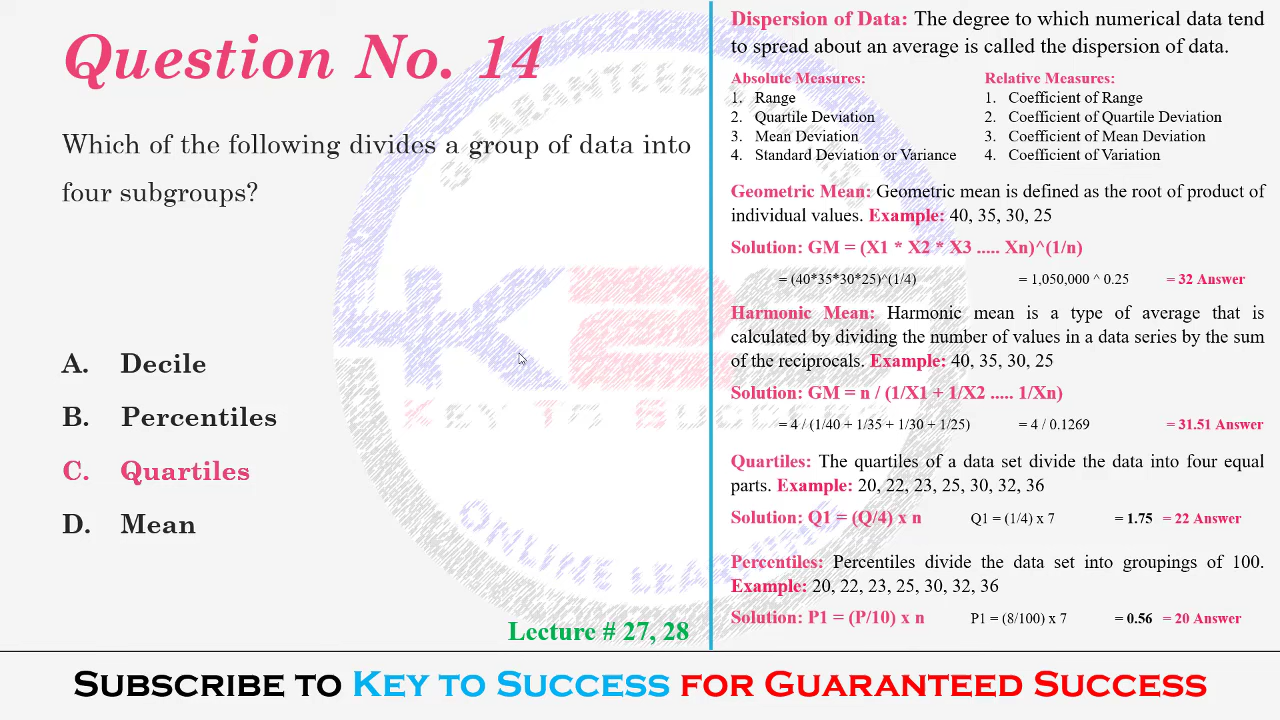 Question No. 14
Which of the following divides a group of data into
four subgroups?
A. Decile
B. Percentiles
C. Quartiles
D. Mean
Lecture # 27, 28
Dispersion of Data: The degree to which numerical data tend
to spread about an average is called the dispersion of data.
Absolute Measures:
1. Range
2. Quartile Deviation
3. Mean Deviation
4. Standard Deviation or Variance
Relative Measures:
1. Coefficient of Range
2. Coefficient of Quartile Deviation
3. Coefficient of Mean Deviation
4. Coefficient of Variation
Geometric Mean: Geometric mean is defined as the root of product of
individual values. Example: 40, 35, 30, 25
Solution: GM = (X1 * X2 * X3 ..... Xn)^(1/n)
= (40*35*30*25)^(1/4) = 1,050,000 ^ 0.25 = 32 Answer
Harmonic Mean: Harmonic mean is a type of average that is
calculated by dividing the number of values in a data series by the sum
of the reciprocals. Example: 40, 35, 30, 25
Solution: GM = n / (1/X1 + 1/X2 ..... 1/Xn)
= 4 / (1/40 + 1/35 + 1/30 + 1/25) = 4 / 0.1269 = 31.51 Answer
Quartiles: The quartiles of a data set divide the data into four equal
parts. Example: 20, 22, 23, 25, 30, 32, 36
Solution: Q1 = (Q/4) x n Q1 = (1/4) x 7 = 1.75 = 22 Answer
Percentiles: Percentiles divide the data set into groupings of 100.
Example: 20, 22, 23, 25, 30, 32, 36
Solution: P1 = (P/10) x n P1 = (8/100) x 7 = 0.56 = 20 Answer
GUARANTEED
K2S
KEY TO SUCCESS
ONLINE LEARNING
SUBSCRIBE TO KEY TO SUCCESS FOR GUARANTEED SUCCESS